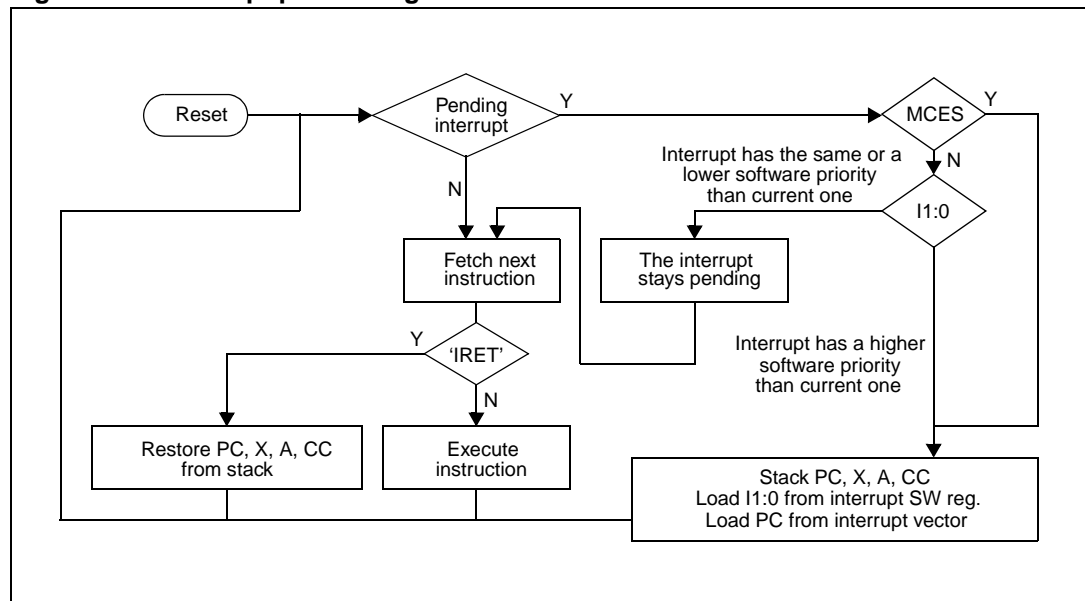 Reset
Pending
interrupt
Y
MCES
Y
N
Interrupt has the same or a
lower software priority
than current one
N
I1:0
Fetch next
instruction
The interrupt
stays pending
Y
'IRET'
Interrupt has a higher
software priority
than current one
N
Restore PC, X, A, CC
from stack
Execute
instruction
Stack PC, X, A, CC
Load I1:0 from interrupt SW reg.
Load PC from interrupt vector